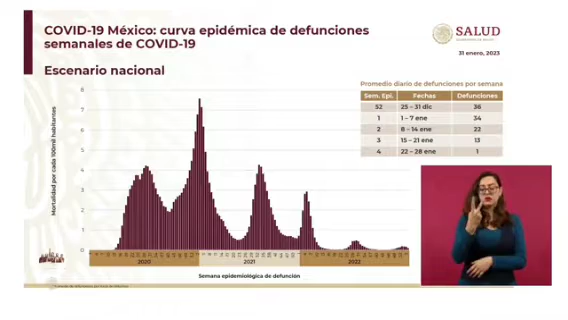 COVID-19 México: curva epidémica de defunciones
semanales de COVID-19
SALUD
31 enero, 2023
Escenario nacional
Promedio diario de defunciones por semana
Sem. Epi. Fechas Defunciones
52 25 – 31 dic 36
1 1 – 7 ene 34
2 8 – 14 ene 22
3 15 – 21 ene 13
4 22 – 28 ene 1
Mortalidad por cada 100mil habitantes
8
7
6
5
4
3
2
1
0
2020 2021 2022
Semana epidemiológica de defunción